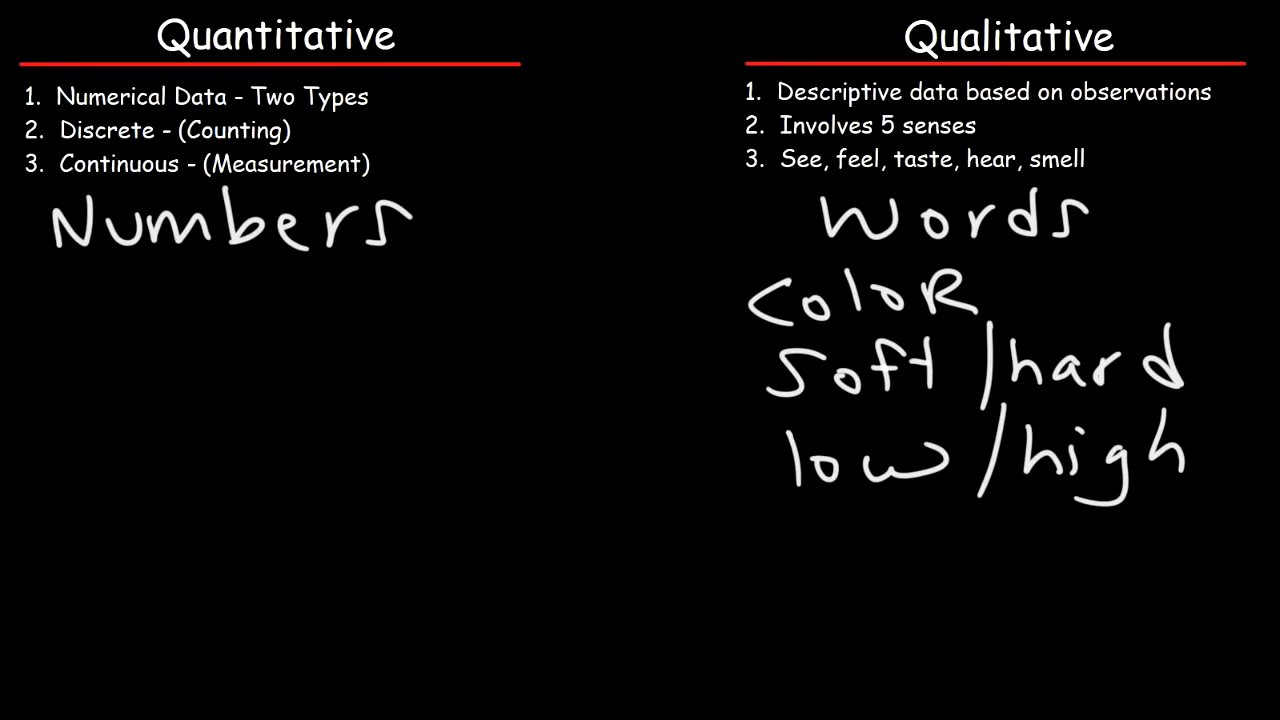 Quantitative
1. Numerical Data - Two Types
2. Discrete - (Counting)
3. Continuous - (Measurement)
Numbers
Qualitative
1. Descriptive data based on observations
2. Involves 5 senses
3. See, feel, taste, hear, smell
Words
ColoR
Soft / hard
low / high